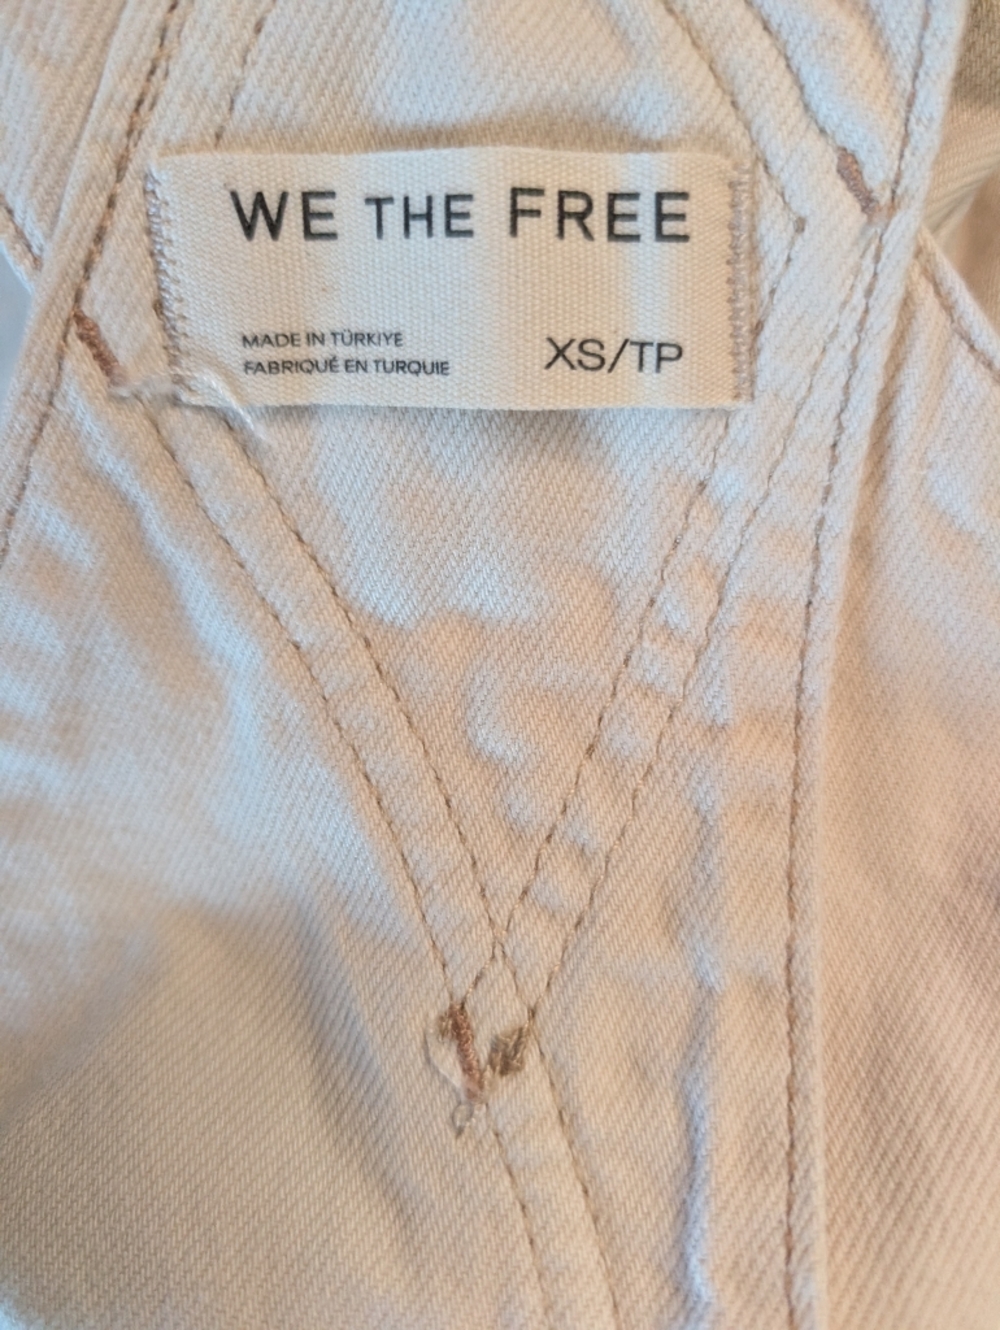 WE THE FREE
MADE IN TÜRKIYE
FABRIQUÉ EN TURQUIE
XS/TP